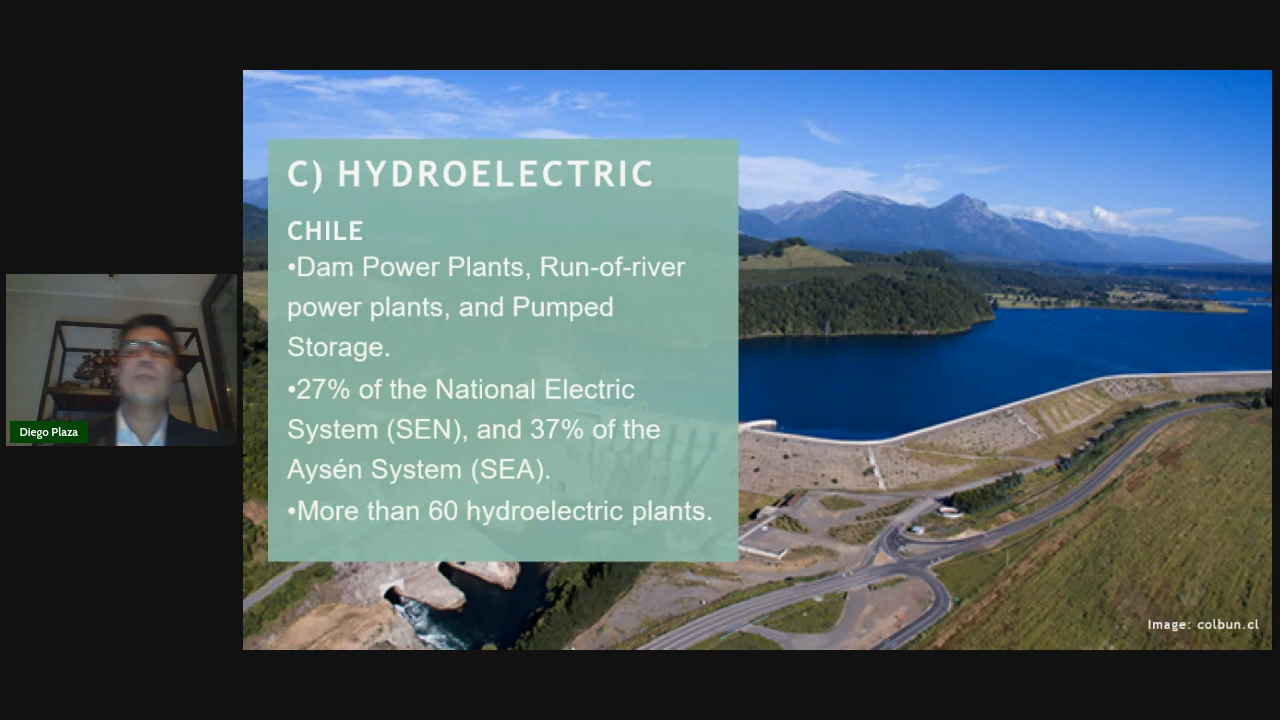 C) HYDROELECTRIC
CHILE
•Dam Power Plants, Run-of-river
power plants, and Pumped
Storage.
•27% of the National Electric
System (SEN), and 37% of the
Aysén System (SEA).
•More than 60 hydroelectric plants.
Diego Plaza
Image: colbun.cl